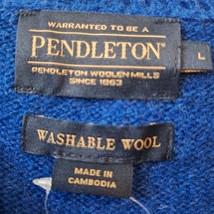 WARRANTED TO BE A
PENDLETON
PENDLETON WOOLEN MILLS
SINCE 1863
L
WASHABLE WOOL
MADE IN
CAMBODIA